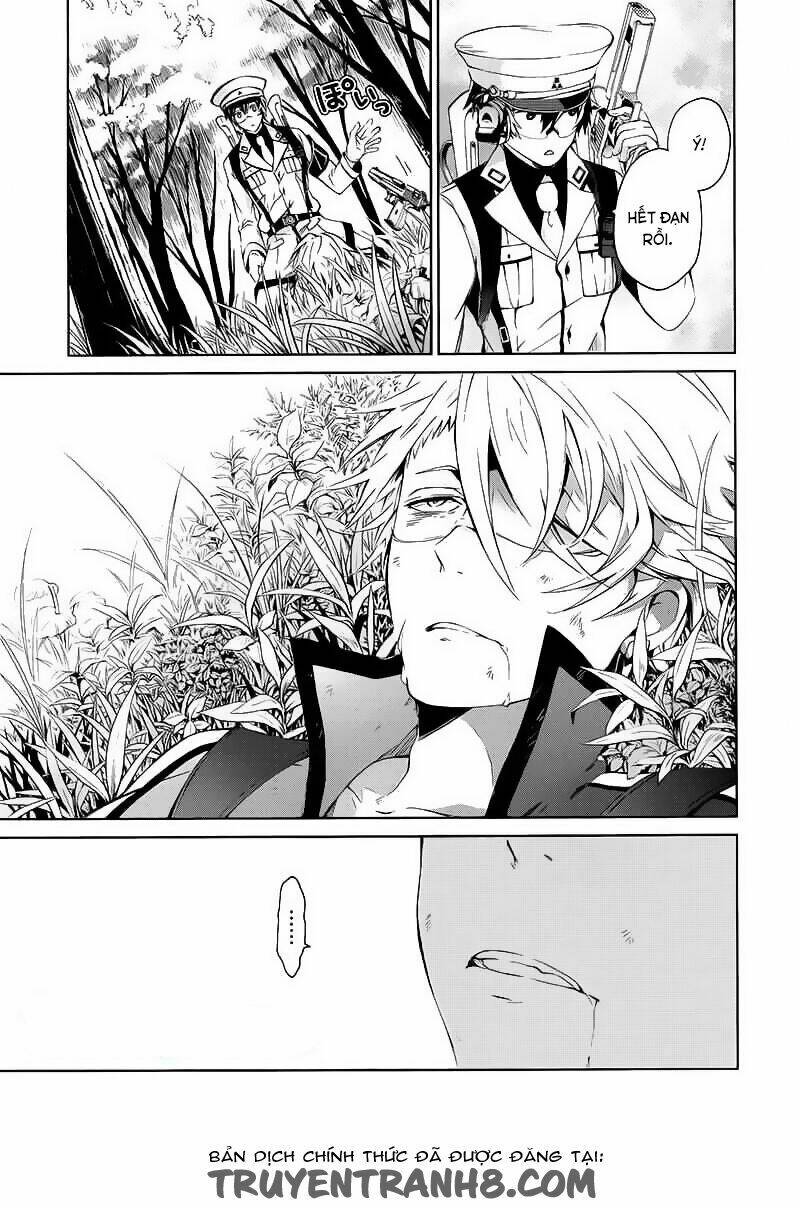 Ý!
HẾT ĐẠN
RỒI.
ぽいっ
………
BẢN DỊCH CHÍNH THỨC ĐÃ ĐƯỢC ĐĂNG TẠI:
TRUYENTRANH8.COM